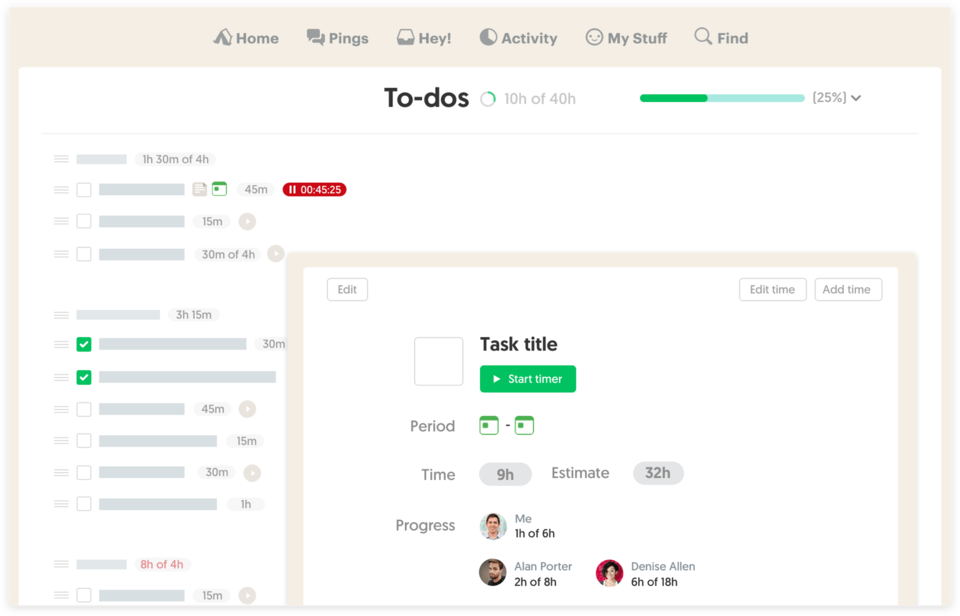 Home Pings Hey! Activity My Stuff Find
To-dos 10h of 40h (25%)
1h 30m of 4h
45m 00:45:25
15m
30m of 4h
3h 15m
30m
45m
15m
30m
1h
8h of 4h
15m
Edit Edit time Add time
Task title
Start timer
Period -
Time 9h Estimate 32h
Progress Me
1h of 6h
Alan Porter Denise Allen
2h of 8h 6h of 18h